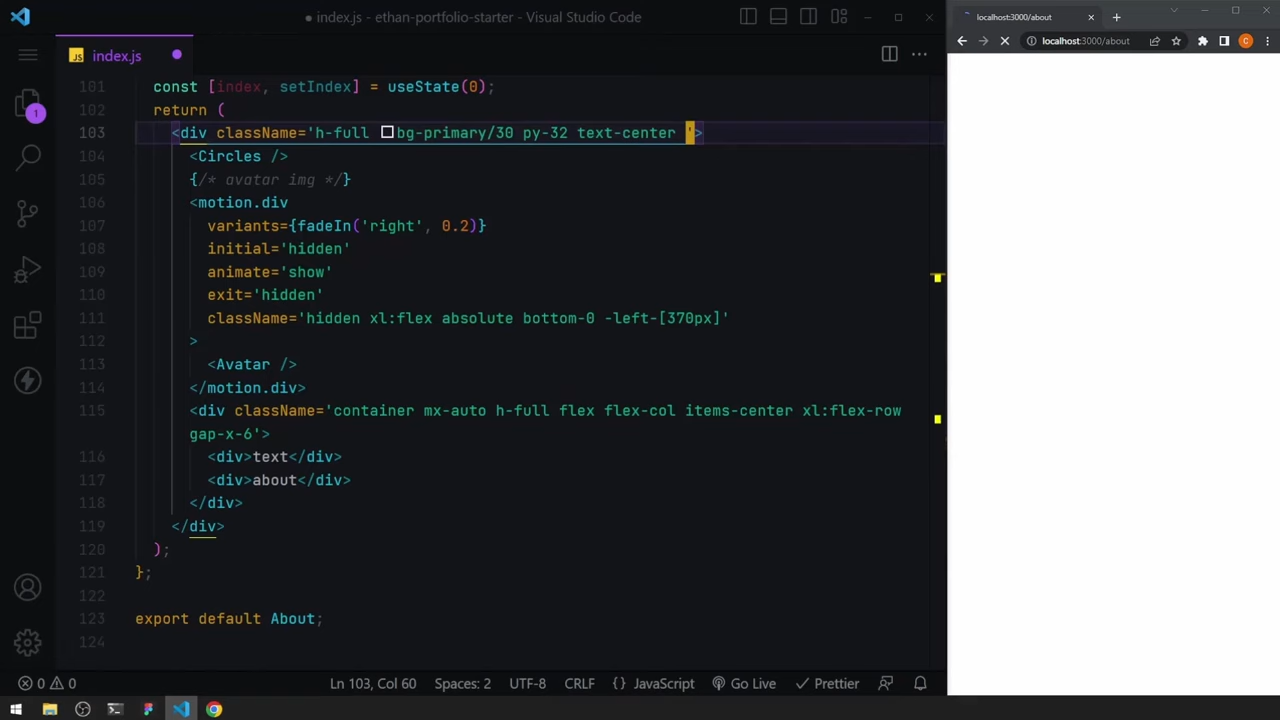 index.js - ethan-portfolio-starter - Visual Studio Code
localhost:3000/about
JS index.js
localhost:3000/about
C
1
101 const [index, setIndex] = useState(0);
102 return (
103 <div className='h-full bg-primary/30 py-32 text-center '>
104 <Circles />
105 {/* avatar img */}
106 <motion.div
107 variants={fadeIn('right', 0.2)}
108 initial='hidden'
109 animate='show'
110 exit='hidden'
111 className='hidden xl:flex absolute bottom-0 -left-[370px]'
112 >
113 <Avatar />
114 </motion.div>
115 <div className='container mx-auto h-full flex flex-col items-center xl:flex-row
gap-x-6'>
116 <div>text</div>
117 <div>about</div>
118 </div>
119 </div>
120 );
121 };
122
123 export default About;
124
0 0 Ln 103, Col 60 Spaces: 2 UTF-8 CRLF {} JavaScript Go Live Prettier